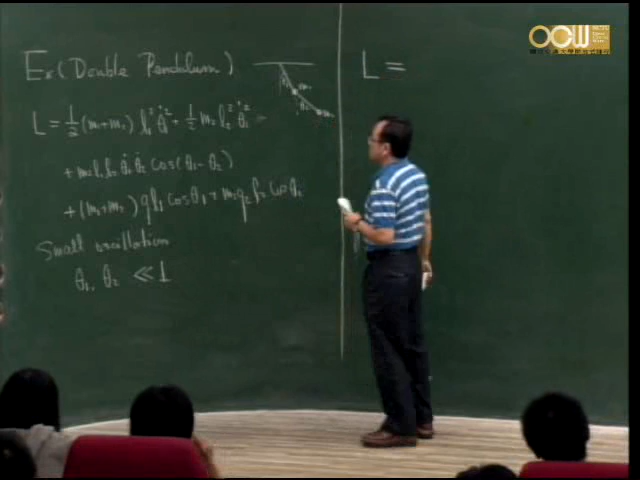 Ex (Double Pendulum)
L = 1/2 (m₁+m₂) l₁² θ̇₁² + 1/2 m₂ l₂² θ̇₂²
+ m₂ l₁ l₂ θ̇₁ θ̇₂ Cos(θ₁ - θ₂)
+ (m₁+m₂) g l₁ Cos θ₁ + m₂ g l₂ Cos θ₂
Small oscillation
θ₁, θ₂ ≪ 1
L =
OCW